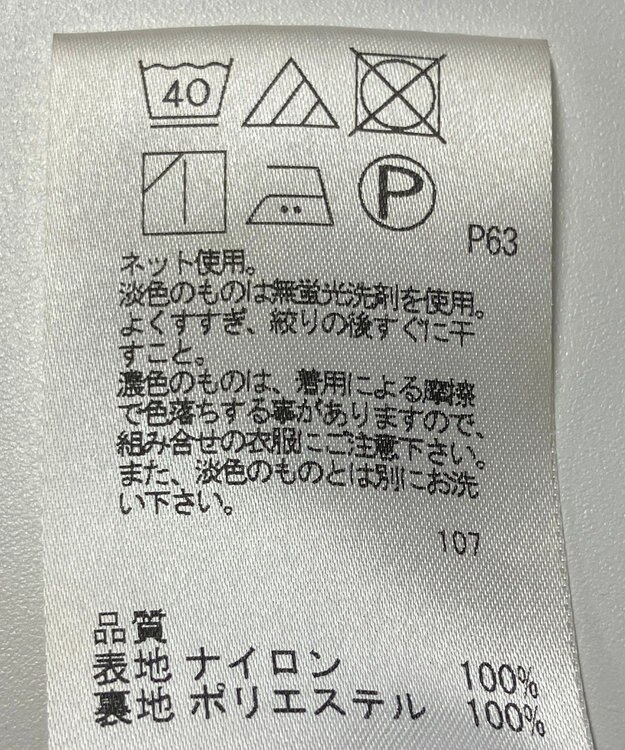 40
P
P63
ネット使用。
淡色のものは無蛍光洗剤を使用。
よくすすぎ、絞りの後すぐに干
すこと。
濃色のものは、着用による摩擦
で色落ちする事がありますので、
組み合せの衣服にご注意下さい。
また、淡色のものとは別にお洗
い下さい。
107
品質
表地 ナイロン 100%
裏地 ポリエステル 100%